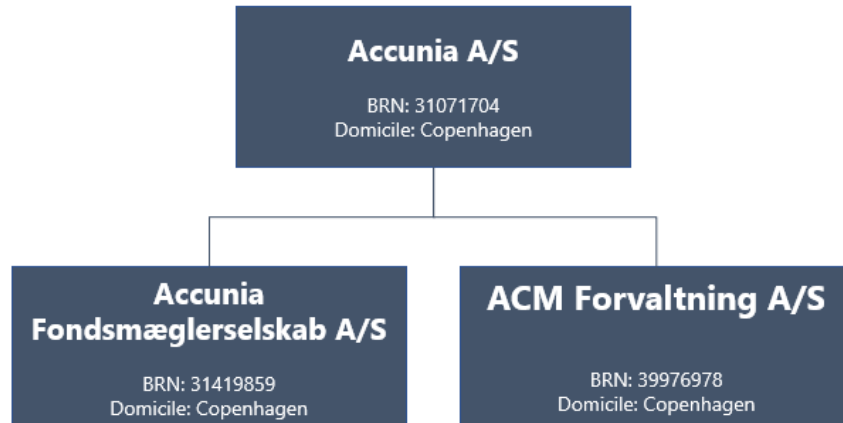 Accunia A/S
BRN: 31071704
Domicile: Copenhagen
Accunia
Fondsmæglerselskab A/S
BRN: 31419859
Domicile: Copenhagen
ACM Forvaltning A/S
BRN: 39976978
Domicile: Copenhagen